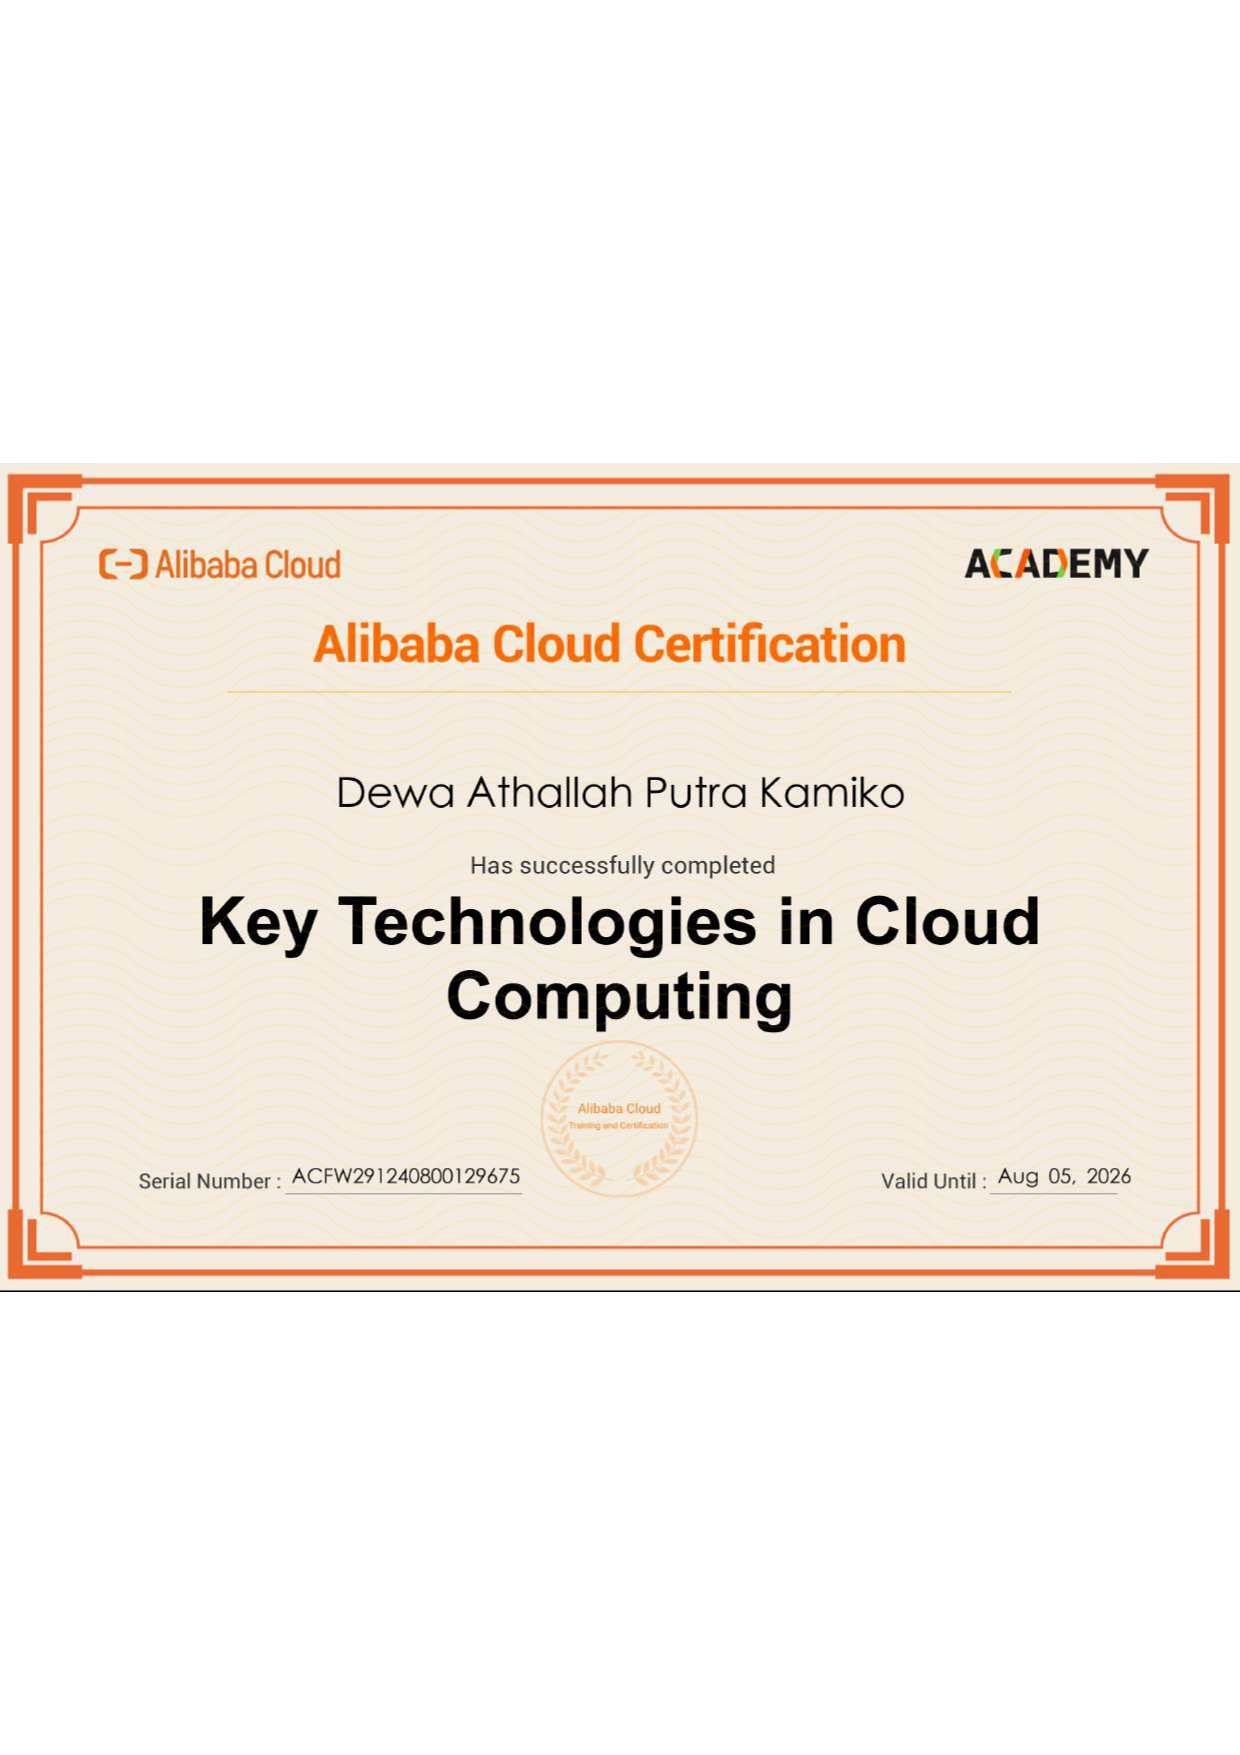 Alibaba Cloud
ACADEMY
Alibaba Cloud Certification
Dewa Athallah Putra Kamiko
Has successfully completed
Key Technologies in Cloud
Computing
Alibaba Cloud
Training and Certification
Serial Number : ACFW291240800129675
Valid Until : Aug 05, 2026